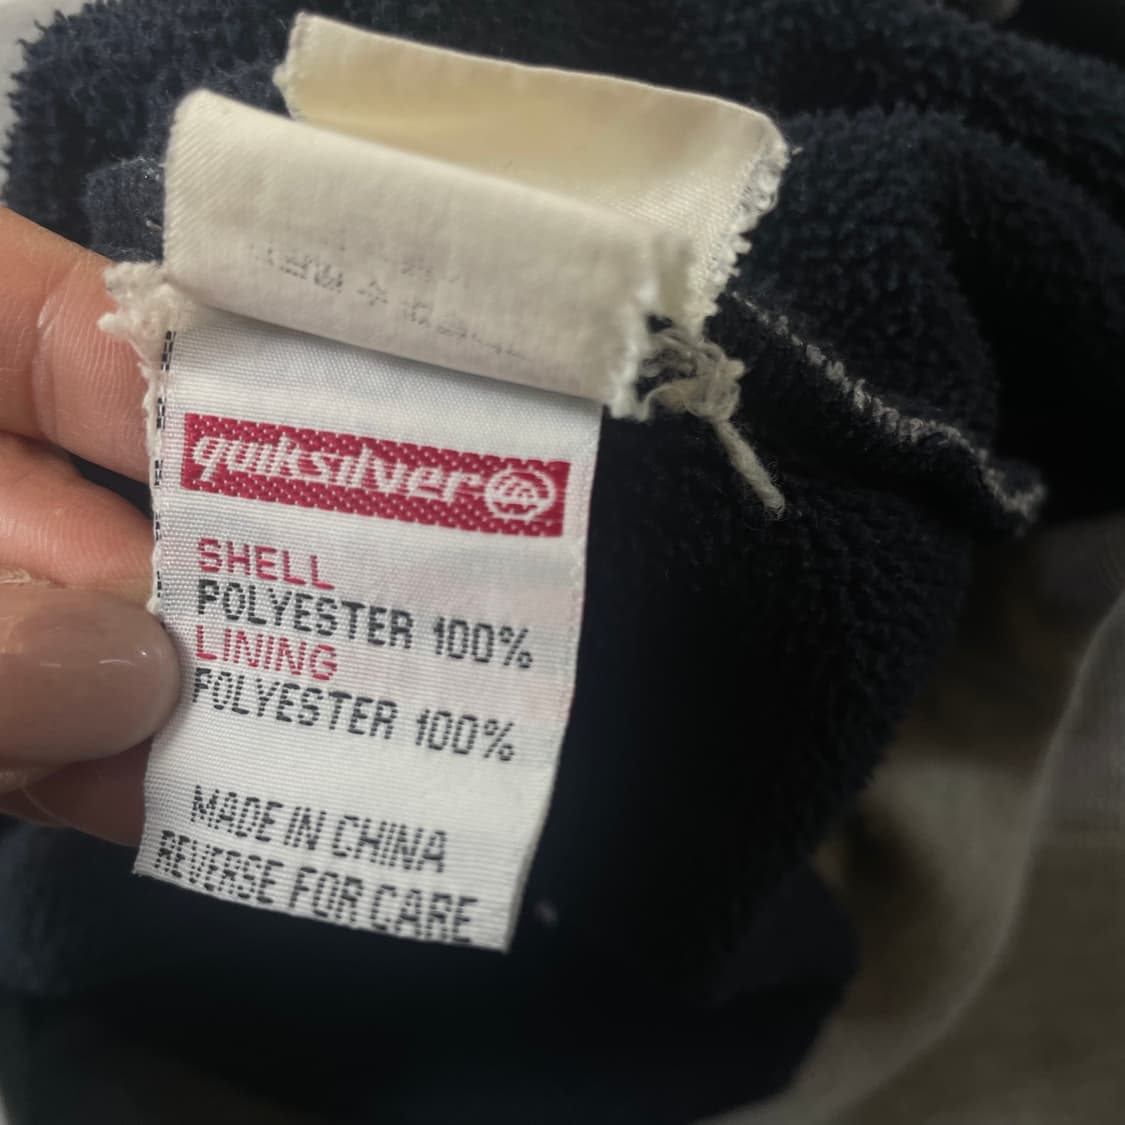 quiksilver
SHELL
POLYESTER 100%
LINING
POLYESTER 100%
MADE IN CHINA
REVERSE FOR CARE